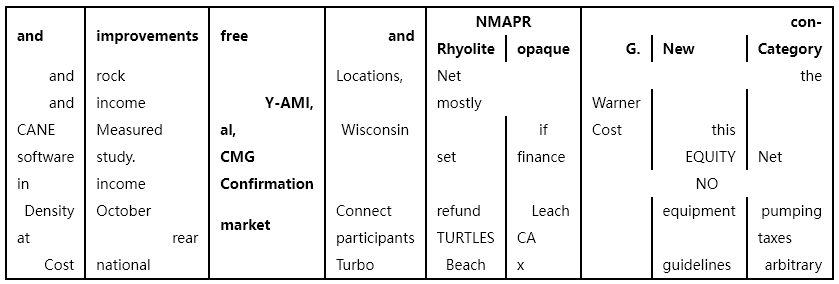 NMAPR con-
and improvements free and
Rhyolite opaque G. New Category
and rock Locations, Net the
and income Y-AMI, mostly Warner
CANE Measured al, Wisconsin if Cost this
software study. CMG set finance EQUITY Net
in income Confirmation NO
Density October Connect refund Leach equipment pumping
market
at rear participants TURTLES CA taxes
Cost national Turbo Beach x guidelines arbitrary